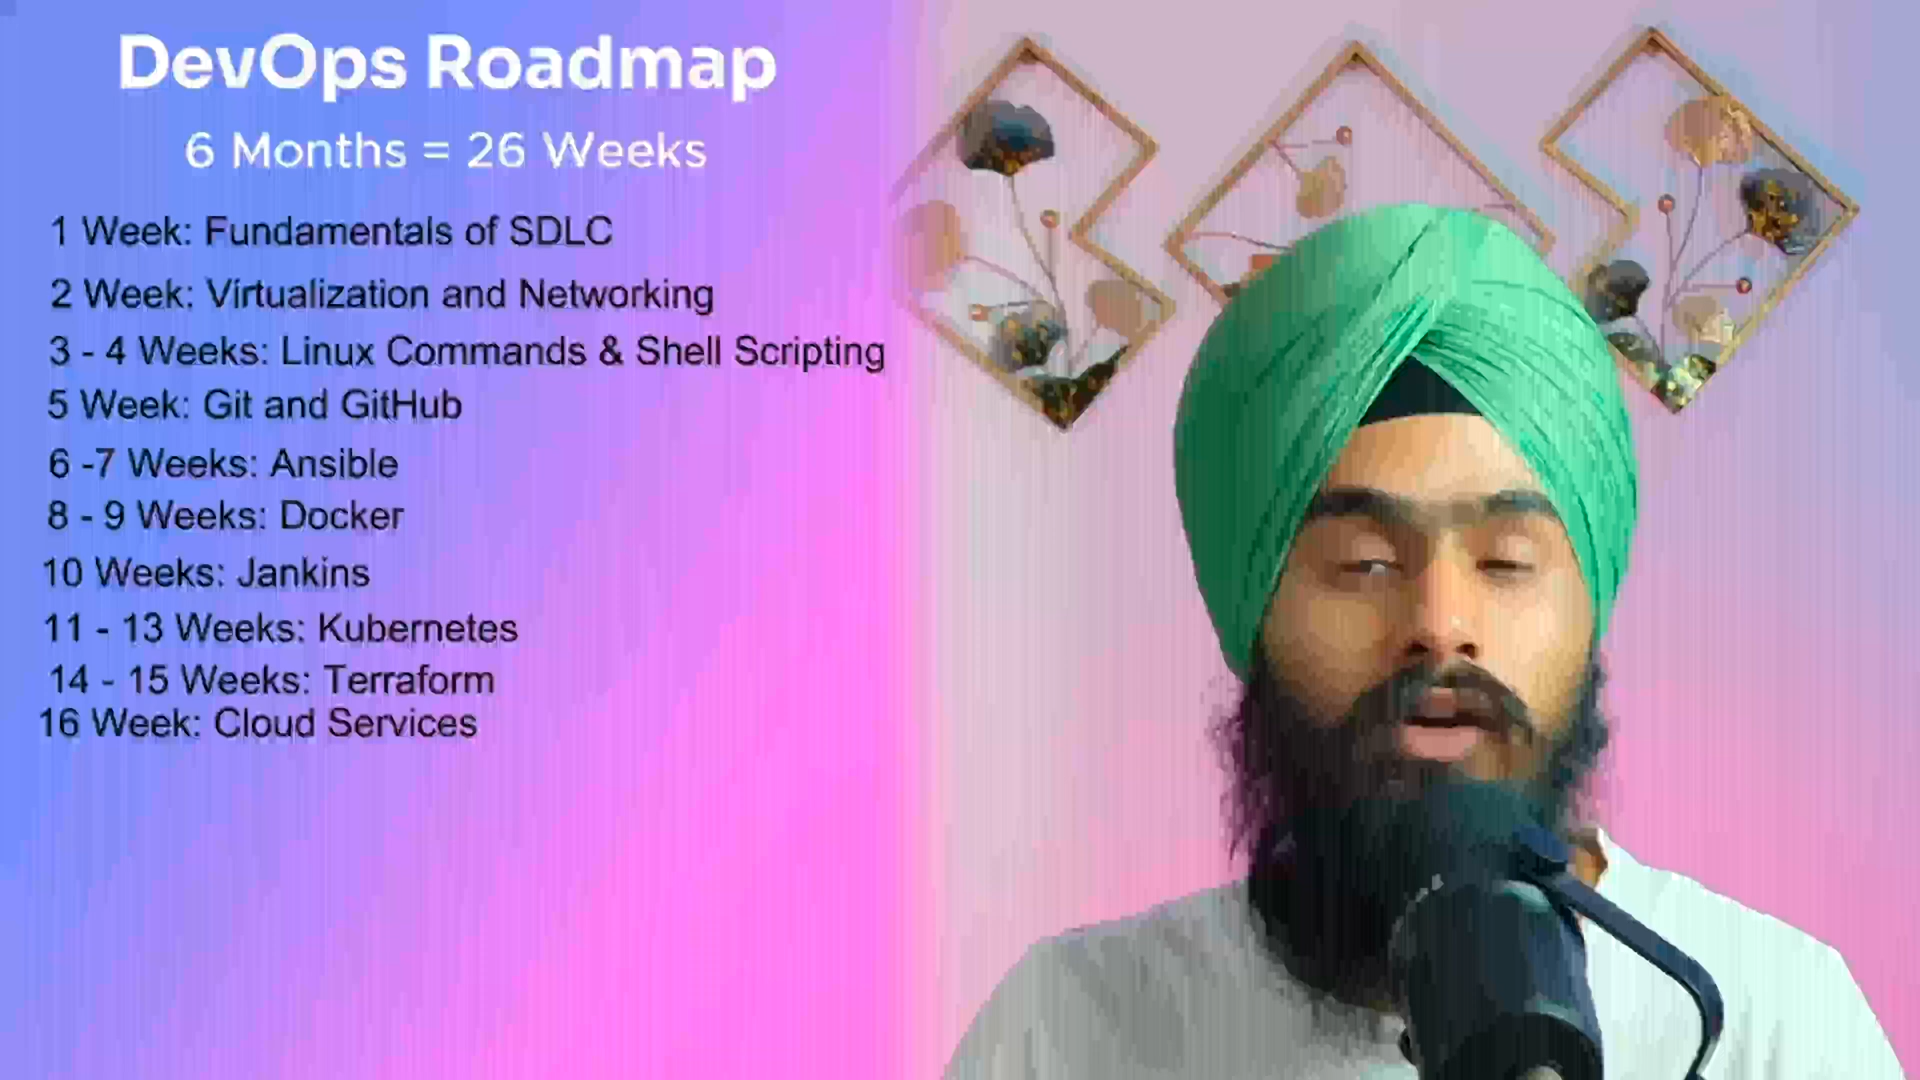 DevOps Roadmap
6 Months = 26 Weeks
1 Week: Fundamentals of SDLC
2 Week: Virtualization and Networking
3 - 4 Weeks: Linux Commands & Shell Scripting
5 Week: Git and GitHub
6 -7 Weeks: Ansible
8 - 9 Weeks: Docker
10 Weeks: Jankins
11 - 13 Weeks: Kubernetes
14 - 15 Weeks: Terraform
16 Week: Cloud Services